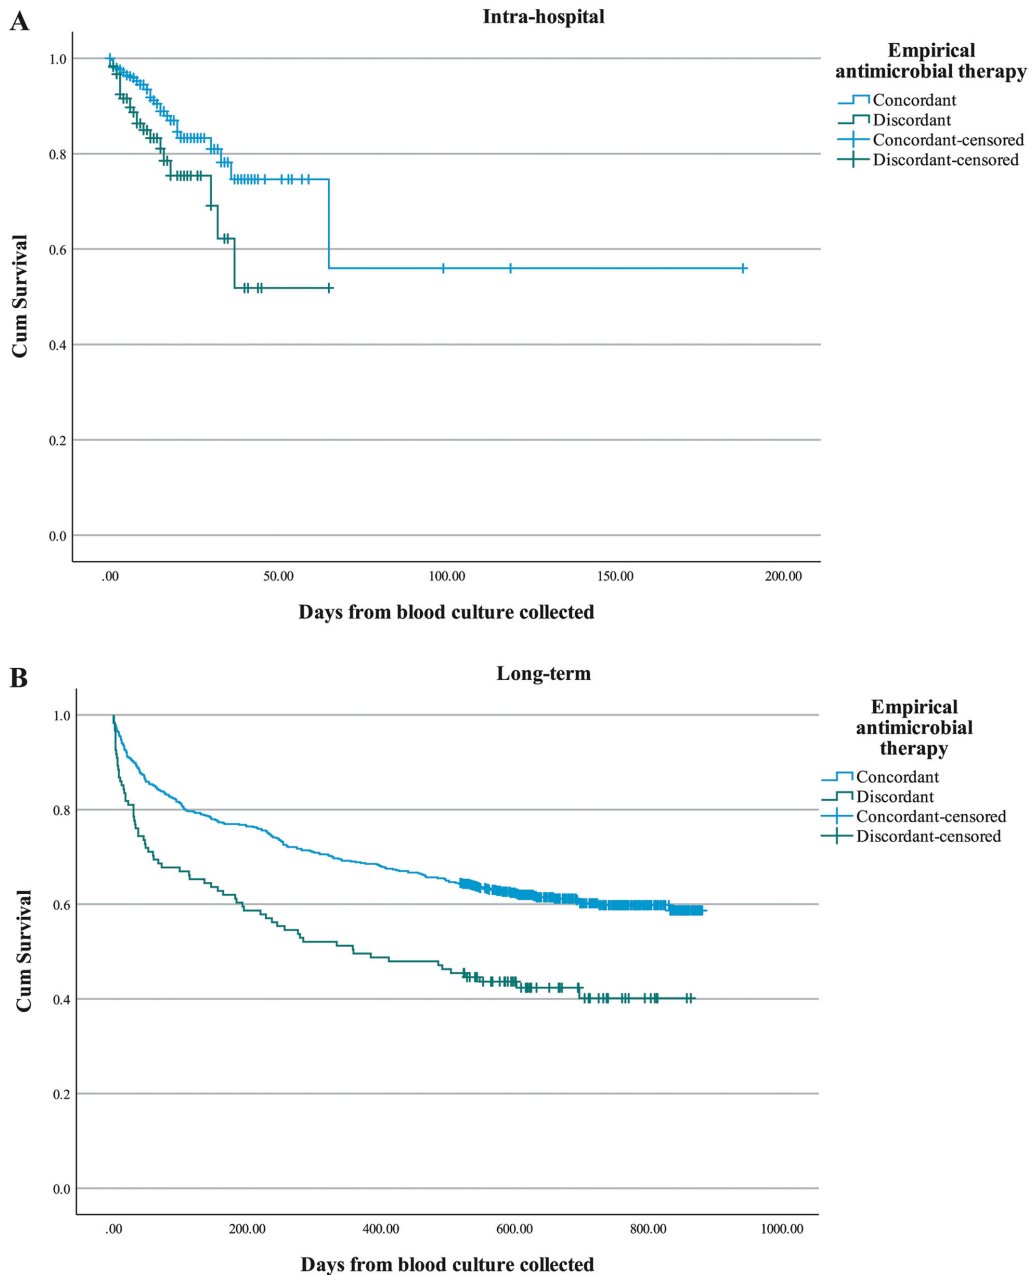 A
Intra-hospital
Empirical
antimicrobial therapy
Concordant
Discordant
Concordant-censored
Discordant-censored
1.0
0.8
0.6
0.4
0.2
0.0
Cum Survival
.00
50.00
100.00
150.00
200.00
Days from blood culture collected
B
Long-term
Empirical
antimicrobial
therapy
Concordant
Discordant
Concordant-censored
Discordant-censored
1.0
0.8
0.6
0.4
0.2
0.0
Cum Survival
.00
200.00
400.00
600.00
800.00
1000.00
Days from blood culture collected